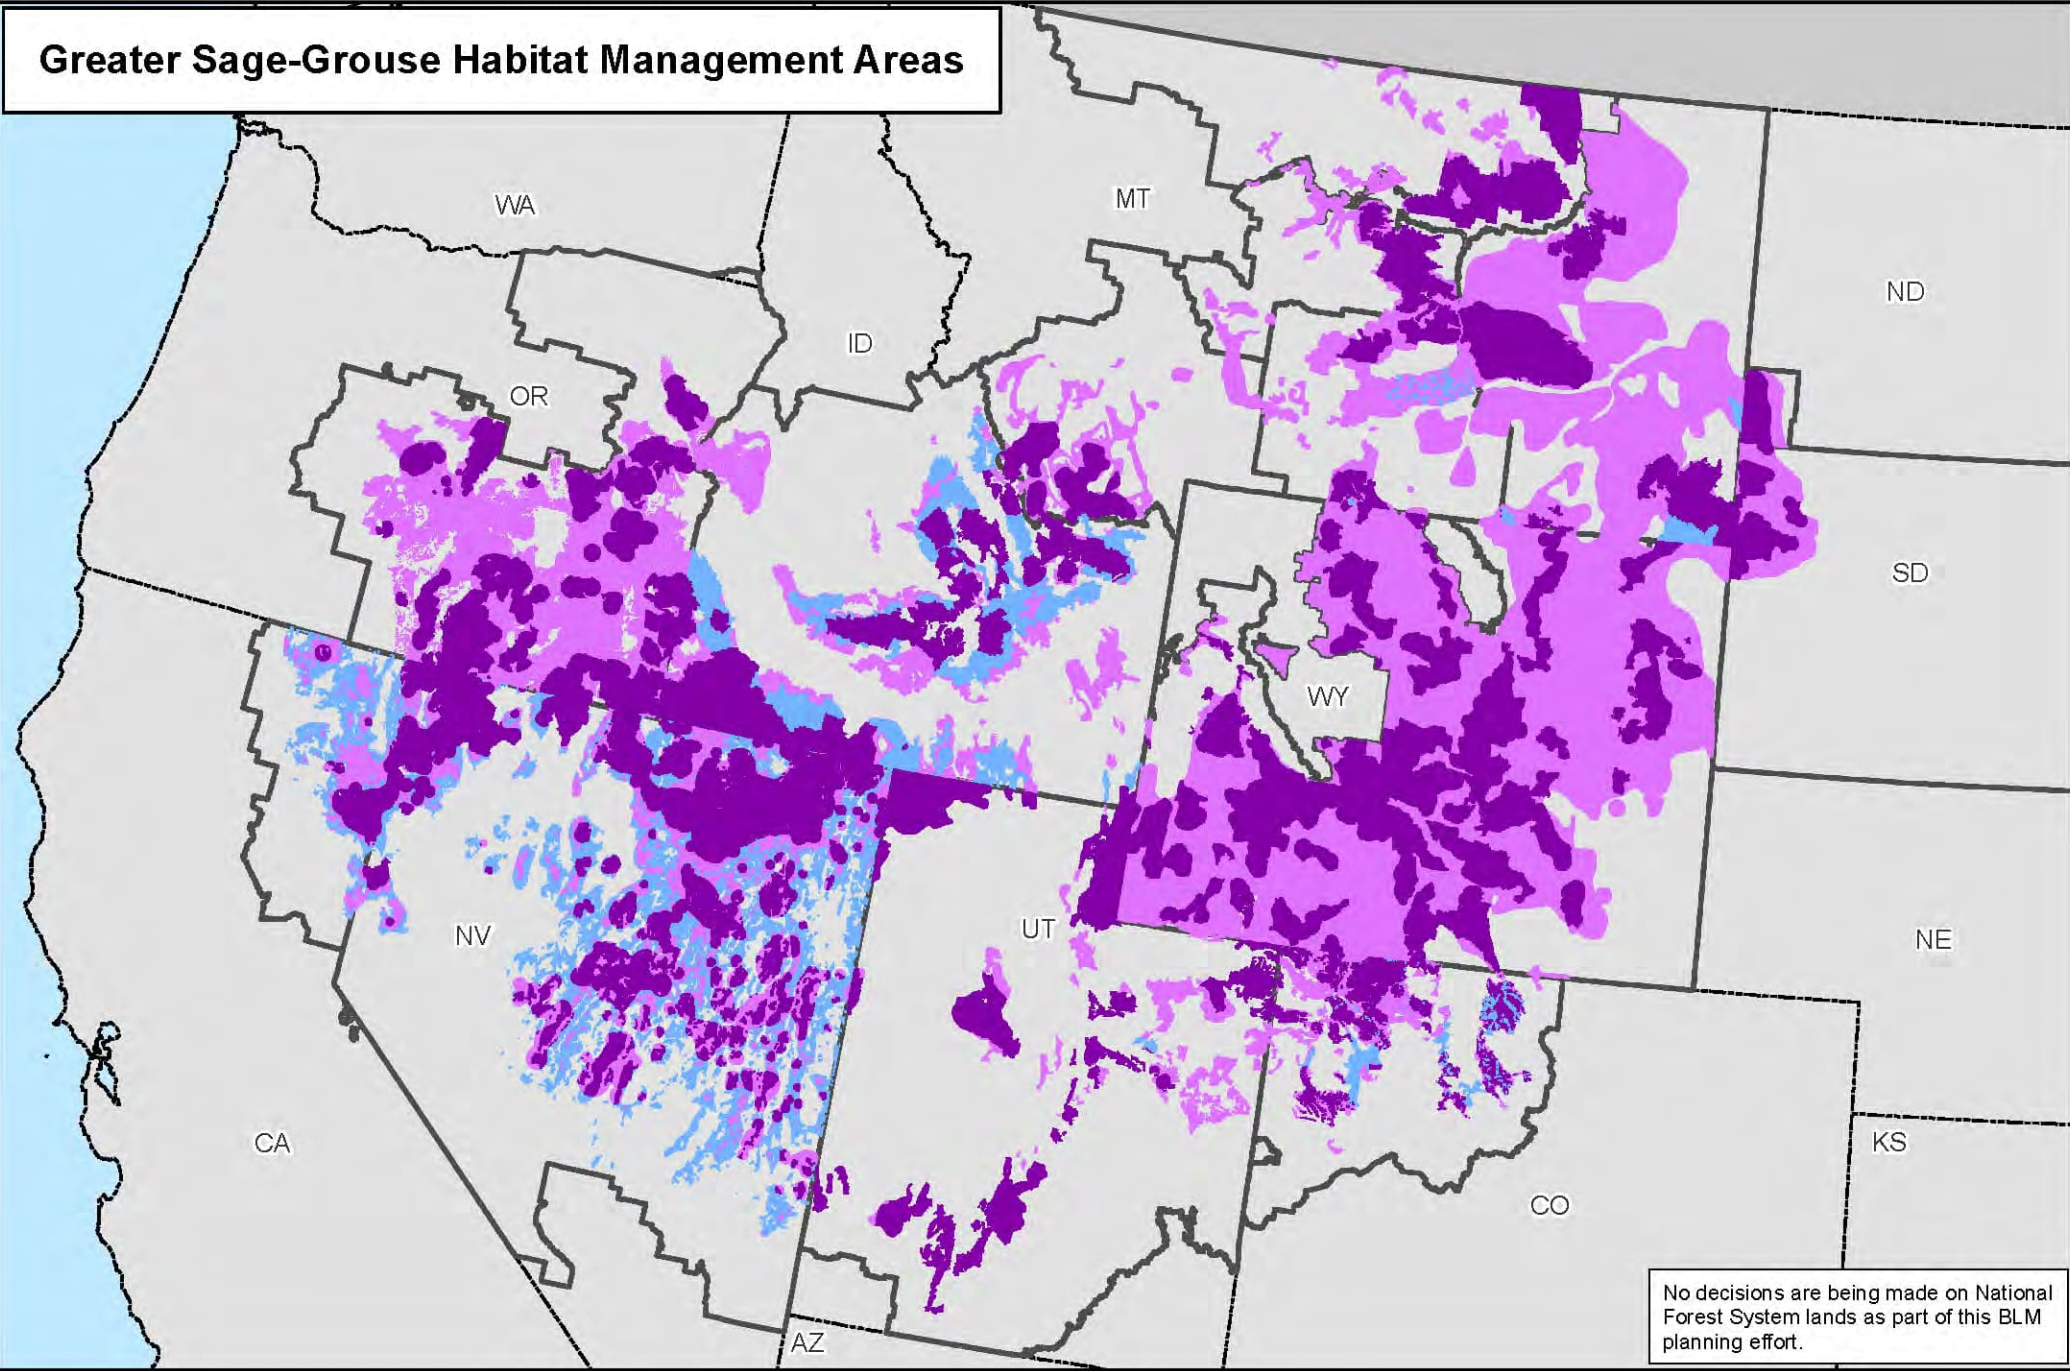 Greater Sage-Grouse Habitat Management Areas
WA
MT
ND
ID
OR
SD
WY
NV
UT
NE
CA
KS
CO
AZ
No decisions are being made on National
Forest System lands as part of this BLM
planning effort.